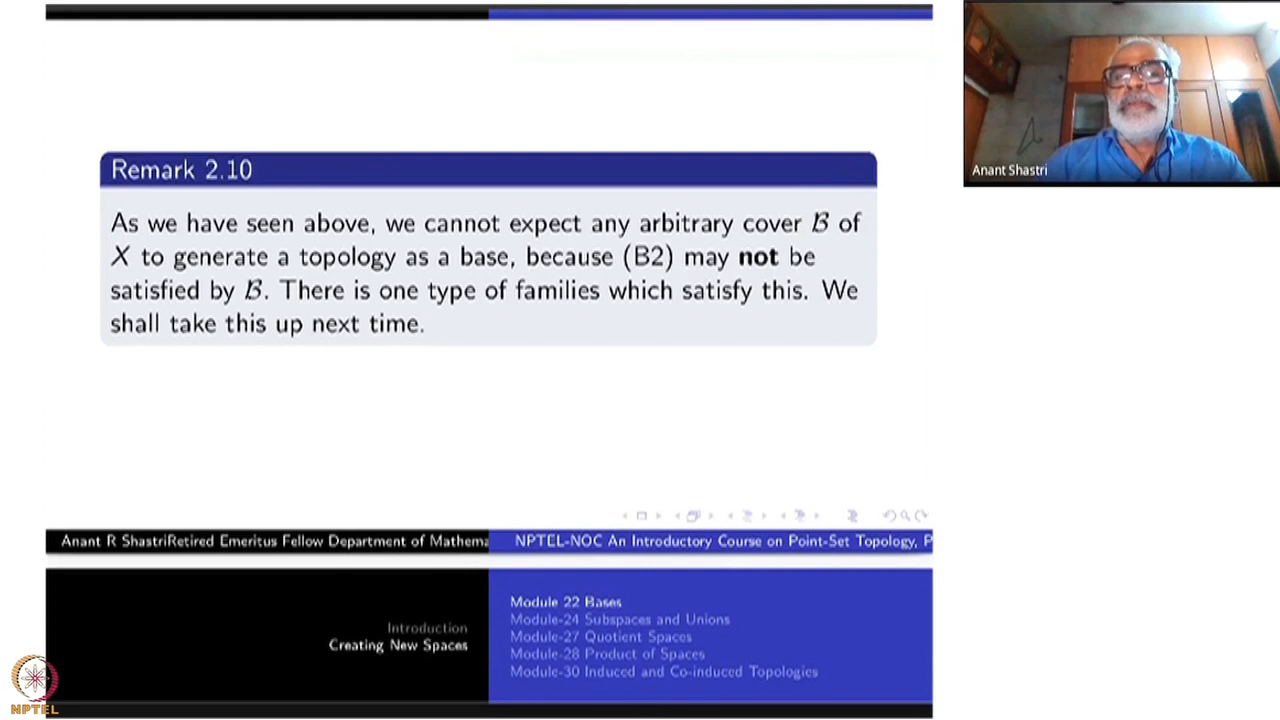 Remark 2.10
As we have seen above, we cannot expect any arbitrary cover ℬ of
X to generate a topology as a base, because (B2) may not be
satisfied by ℬ. There is one type of families which satisfy this. We
shall take this up next time.
Anant Shastri
Anant R ShastriRetired Emeritus Fellow Department of Mathema
NPTEL-NOC An Introductory Course on Point-Set Topology, P
Introduction
Creating New Spaces
Module 22 Bases
Module-24 Subspaces and Unions
Module-27 Quotient Spaces
Module-28 Product of Spaces
Module-30 Induced and Co-induced Topologies
NPTEL